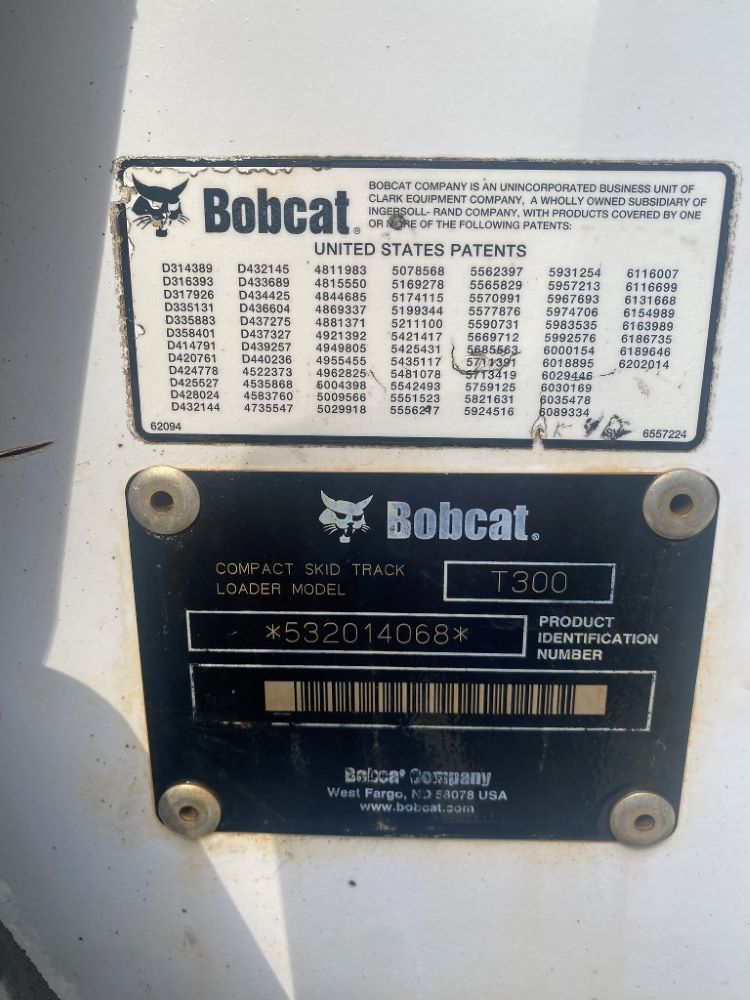 Bobcat®
BOBCAT COMPANY IS AN UNINCORPORATED BUSINESS UNIT OF
CLARK EQUIPMENT COMPANY, A WHOLLY OWNED SUBSIDIARY OF
INGERSOLL- RAND COMPANY, WITH PRODUCTS COVERED BY ONE
OR MORE OF THE FOLLOWING PATENTS:
UNITED STATES PATENTS
D314389 D432145 4811983 5078568 5562397 5931254 6116007
D316393 D433689 4815550 5169278 5565829 5957213 6116699
D317926 D434425 4844685 5174115 5570991 5967693 6131668
D335131 D436604 4869337 5199344 5577876 5974706 6154989
D335883 D437275 4881371 5211100 5590731 5983535 6163989
D358401 D437327 4921392 5421417 5669712 5992576 6186735
D414791 D439257 4949805 5425431 5685563 6000154 6189646
D420761 D440236 4955455 5435117 5711391 6018895 6202014
D424778 4522373 4962825 5481078 5713419 6029446
D425527 4535868 5004398 5542493 5759125 6030169
D428024 4583760 5009566 5551523 5821631 6035478
D432144 4735547 5029918 5556277 5924516 6089334
62094 SW 6557224
Bobcat®
COMPACT SKID TRACK
LOADER MODEL
T300
*532014068*
PRODUCT
IDENTIFICATION
NUMBER
Bobcat® Company
West Fargo, ND 58078 USA
www.bobcat.com